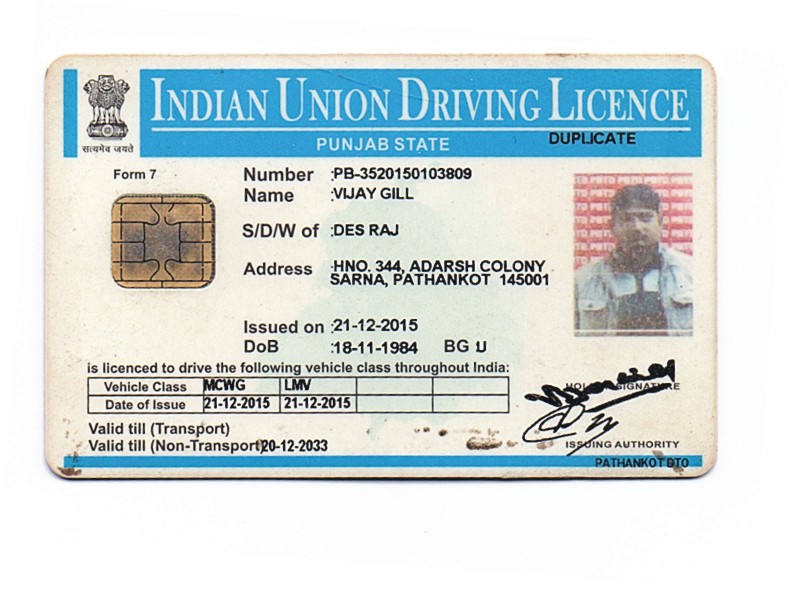 INDIAN UNION DRIVING LICENCE
सत्यमेव जयते
PUNJAB STATE
DUPLICATE
Form 7
Number :PB-3520150103809
Name :VIJAY GILL
S/D/W of :DES RAJ
Address :HNO. 344, ADARSH COLONY
SARNA, PATHANKOT 145001
Issued on :21-12-2015
DoB :18-11-1984 BG :U
is licenced to drive the following vehicle class throughout India:
Vehicle Class MCWG LMV
Date of Issue 21-12-2015 21-12-2015
Valid till (Transport)
Valid till (Non-Transport) 20-12-2033
HOLDER SIGNATURE
ISSUING AUTHORITY
PATHANKOT DTO